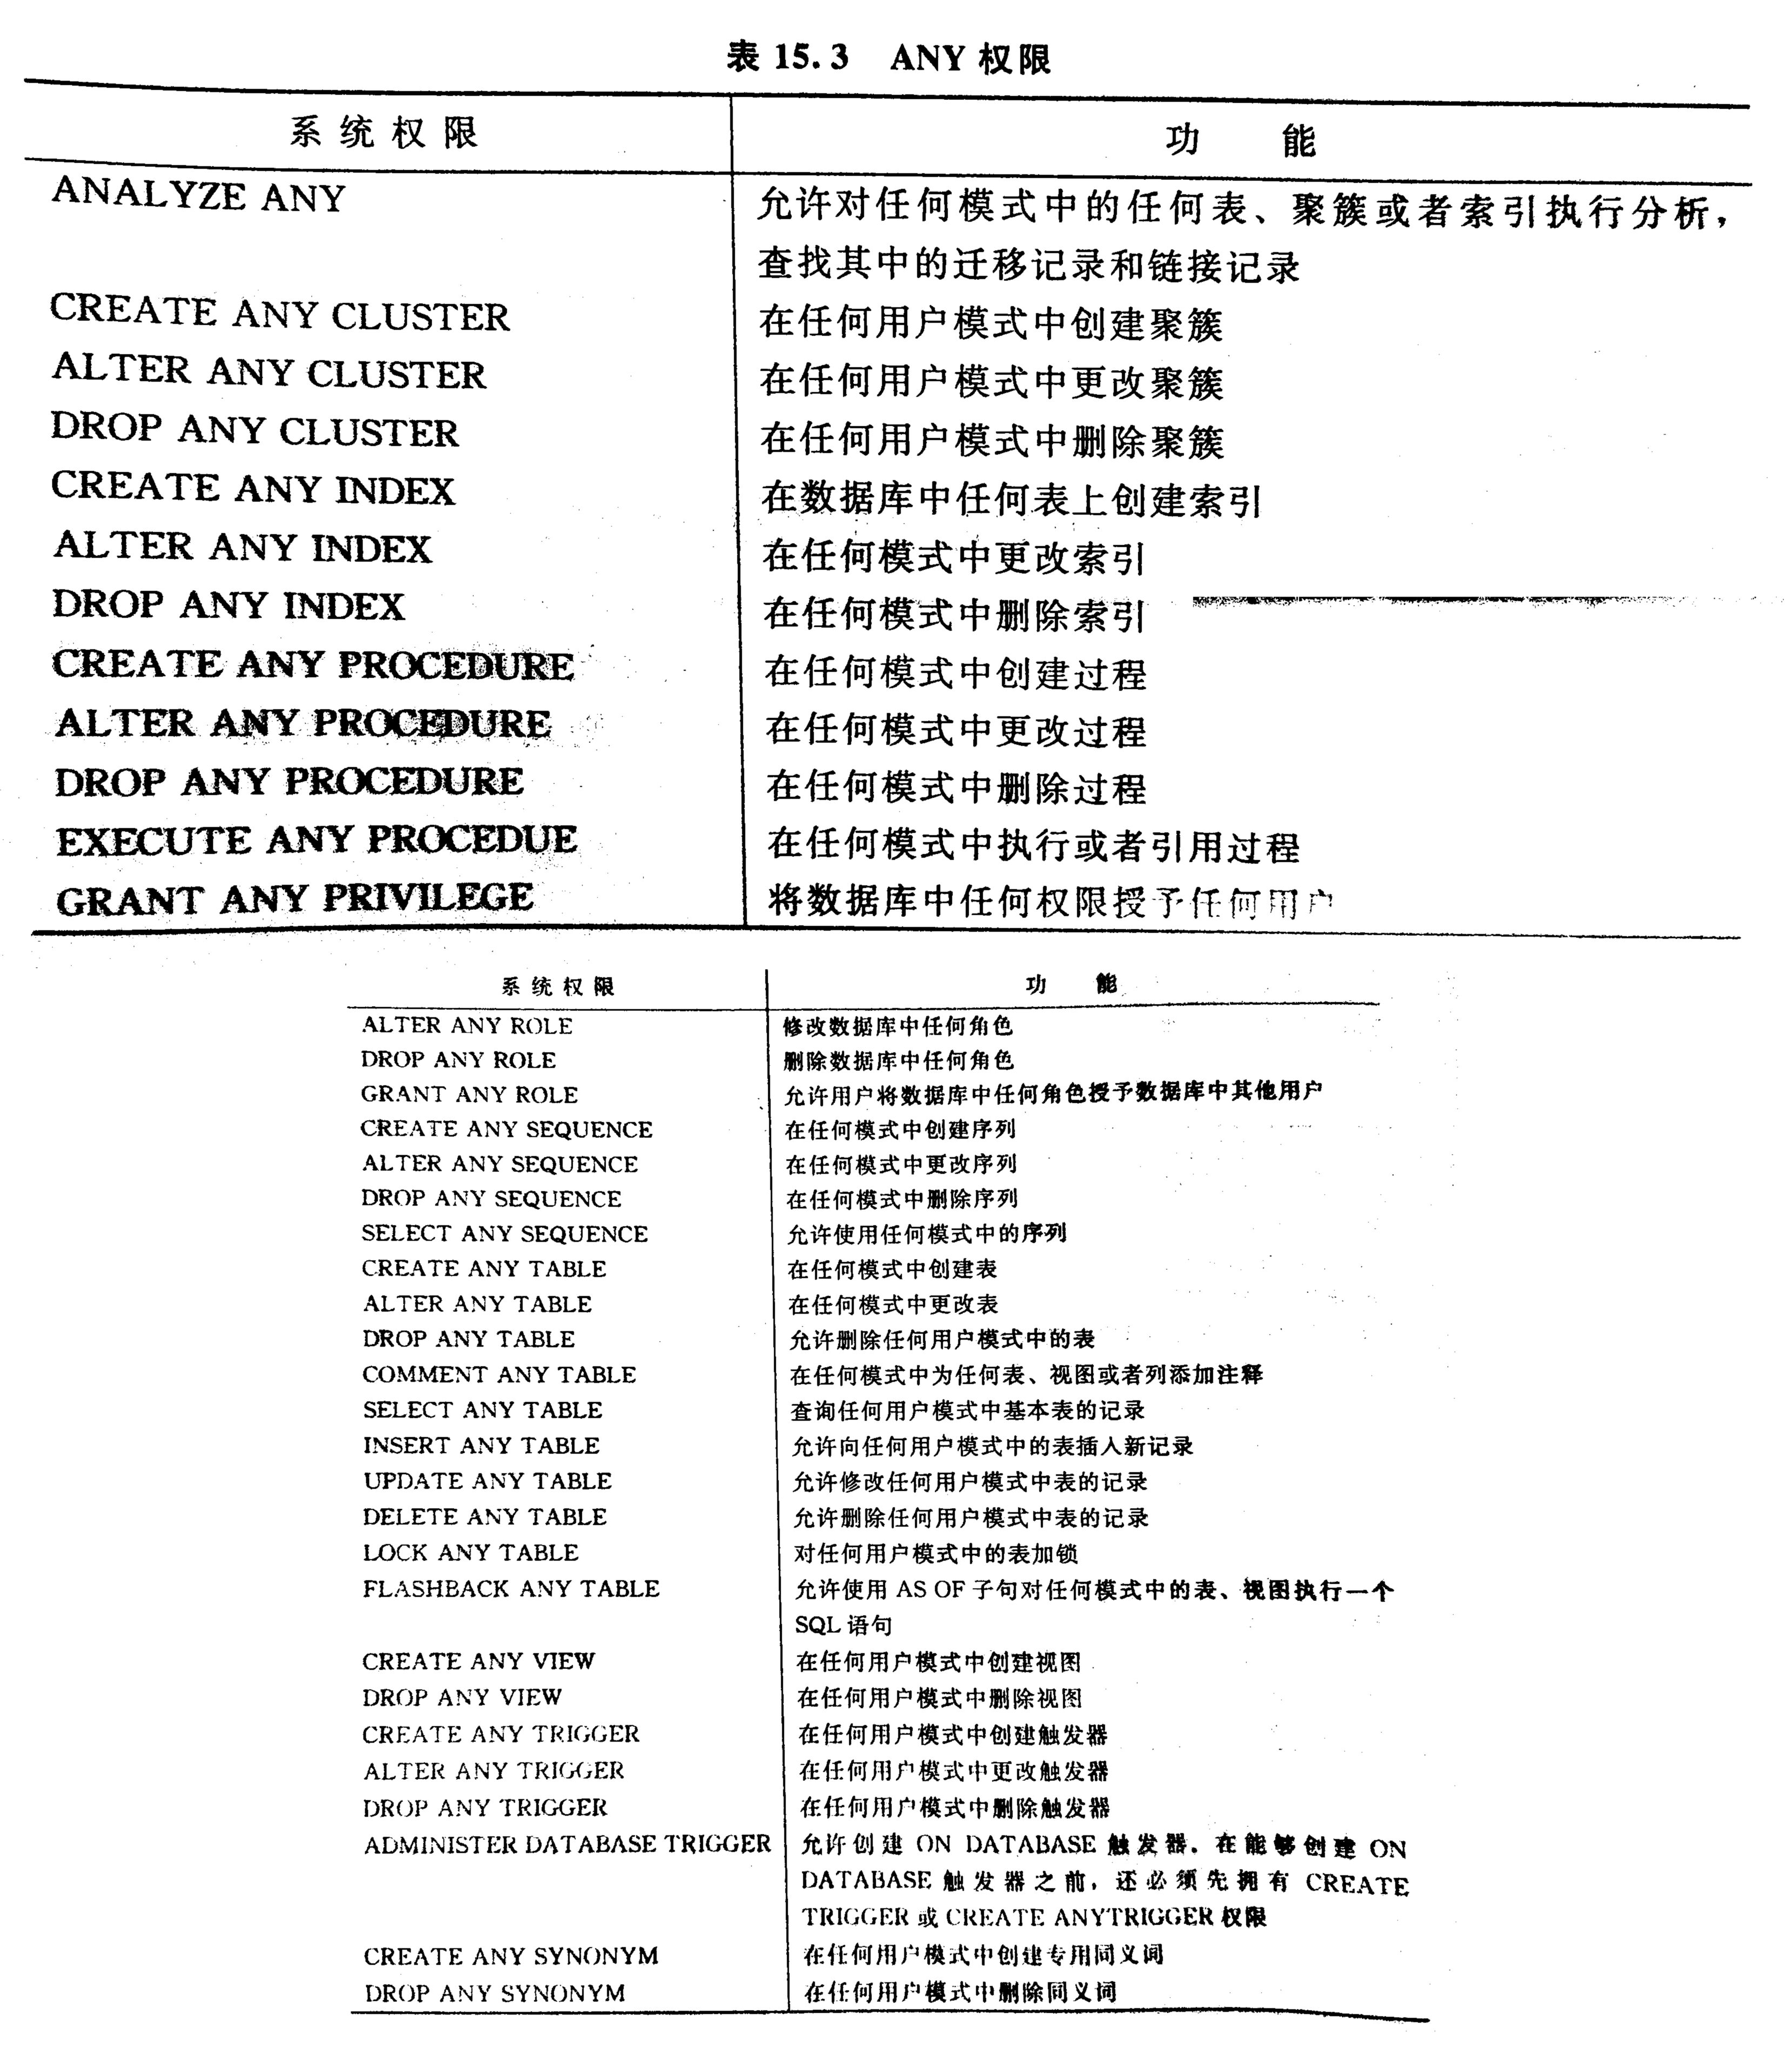 表 15.3 ANY 权限
系统权限 功 能
ANALYZE ANY 允许对任何模式中的任何表、聚簇或者索引执行分析，
查找其中的迁移记录和链接记录
CREATE ANY CLUSTER 在任何用户模式中创建聚簇
ALTER ANY CLUSTER 在任何用户模式中更改聚簇
DROP ANY CLUSTER 在任何用户模式中删除聚簇
CREATE ANY INDEX 在数据库中任何表上创建索引
ALTER ANY INDEX 在任何模式中更改索引
DROP ANY INDEX 在任何模式中删除索引
CREATE ANY PROCEDURE 在任何模式中创建过程
ALTER ANY PROCEDURE 在任何模式中更改过程
DROP ANY PROCEDURE 在任何模式中删除过程
EXECUTE ANY PROCEDUE 在任何模式中执行或者引用过程
GRANT ANY PRIVILEGE 将数据库中任何权限授予任何用户
系统权限 功 能
ALTER ANY ROLE 修改数据库中任何角色
DROP ANY ROLE 删除数据库中任何角色
GRANT ANY ROLE 允许用户将数据库中任何角色授予数据库中其他用户
CREATE ANY SEQUENCE 在任何模式中创建序列
ALTER ANY SEQUENCE 在任何模式中更改序列
DROP ANY SEQUENCE 在任何模式中删除序列
SELECT ANY SEQUENCE 允许使用任何模式中的序列
CREATE ANY TABLE 在任何模式中创建表
ALTER ANY TABLE 在任何模式中更改表
DROP ANY TABLE 允许删除任何用户模式中的表
COMMENT ANY TABLE 在任何模式中为任何表、视图或者列添加注释
SELECT ANY TABLE 查询任何用户模式中基本表的记录
INSERT ANY TABLE 允许向任何用户模式中的表插入新记录
UPDATE ANY TABLE 允许修改任何用户模式中表的记录
DELETE ANY TABLE 允许删除任何用户模式中表的记录
LOCK ANY TABLE 对任何用户模式中的表加锁
FLASHBACK ANY TABLE 允许使用 AS OF 子句对任何模式中的表、视图执行一个
SQL 语句
CREATE ANY VIEW 在任何用户模式中创建视图
DROP ANY VIEW 在任何用户模式中删除视图
CREATE ANY TRIGGER 在任何用户模式中创建触发器
ALTER ANY TRIGGER 在任何用户模式中更改触发器
DROP ANY TRIGGER 在任何用户模式中删除触发器
ADMINISTER DATABASE TRIGGER 允许创建 ON DATABASE 触发器。在能够创建 ON
DATABASE 触发器之前，还必须先拥有 CREATE
TRIGGER 或 CREATE ANYTRIGGER 权限
CREATE ANY SYNONYM 在任何用户模式中创建专用同义词
DROP ANY SYNONYM 在任何用户模式中删除同义词